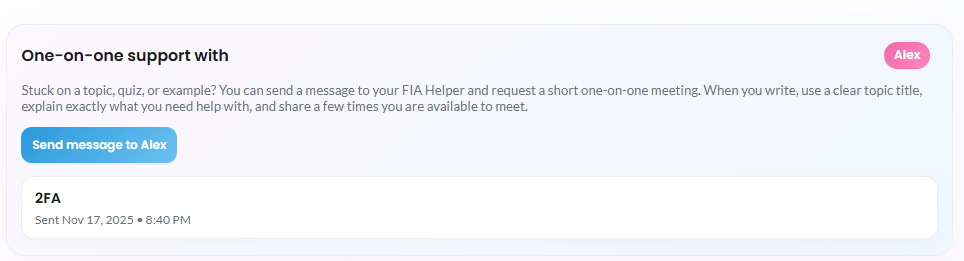 One-on-one support with
Alex
Stuck on a topic, quiz, or example? You can send a message to your FIA Helper and request a short one-on-one meeting. When you write, use a clear topic title,
explain exactly what you need help with, and share a few times you are available to meet.
Send message to Alex
2FA
Sent Nov 17, 2025 • 8:40 PM